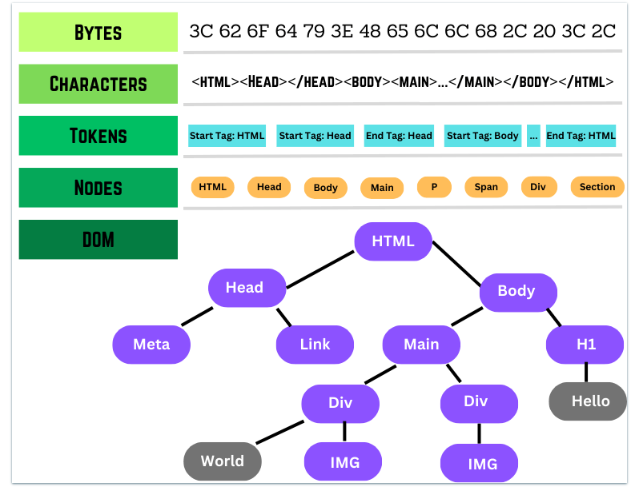 BYTES 3C 62 6F 64 79 3E 48 65 6C 6C 68 2C 20 3C 2C
CHARACTERS <HTML><HEAD></HEAD><BODY><MAIN>...</MAIN></BODY></HTML>
TOKENS Start Tag: HTML Start Tag: Head End Tag: Head Start Tag: Body ... End Tag: HTML
NODES HTML Head Body Main P Span Div Section
DOM
HTML
Head Body
Meta Link Main H1
Div Div Hello
World IMG IMG